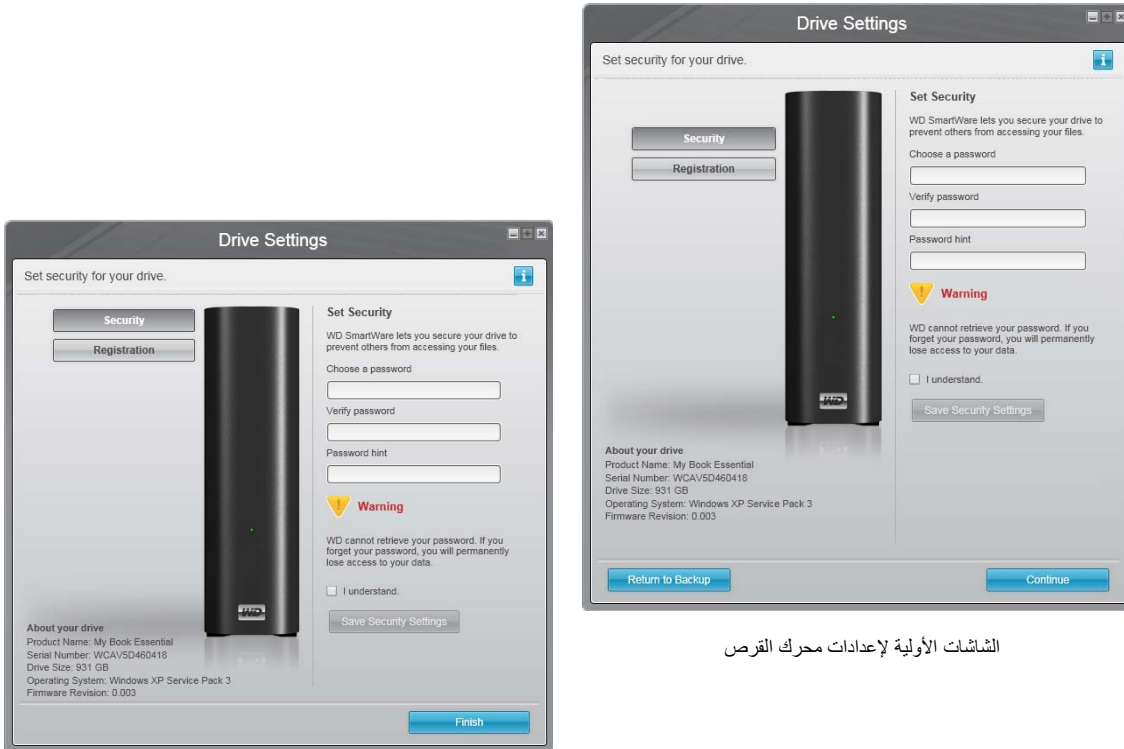 Drive Settings
Set security for your drive.
Security
Registration
Set Security
WD SmartWare lets you secure your drive to
prevent others from accessing your files.
Choose a password
Verify password
Password hint
Warning
WD cannot retrieve your password. If you
forget your password, you will permanently
lose access to your data.
I understand.
Save Security Settings
WD
About your drive
Product Name: My Book Essential
Serial Number: WCAV5D460418
Drive Size: 931 GB
Operating System: Windows XP Service Pack 3
Firmware Revision: 0.003
Return to Backup
Continue
الشاشات الأولية لإعدادات محرك القرص
Drive Settings
Set security for your drive.
Security
Registration
Set Security
WD SmartWare lets you secure your drive to
prevent others from accessing your files.
Choose a password
Verify password
Password hint
Warning
WD cannot retrieve your password. If you
forget your password, you will permanently
lose access to your data.
I understand.
Save Security Settings
WD
About your drive
Product Name: My Book Essential
Serial Number: WCAV5D460418
Drive Size: 931 GB
Operating System: Windows XP Service Pack 3
Firmware Revision: 0.003
Finish